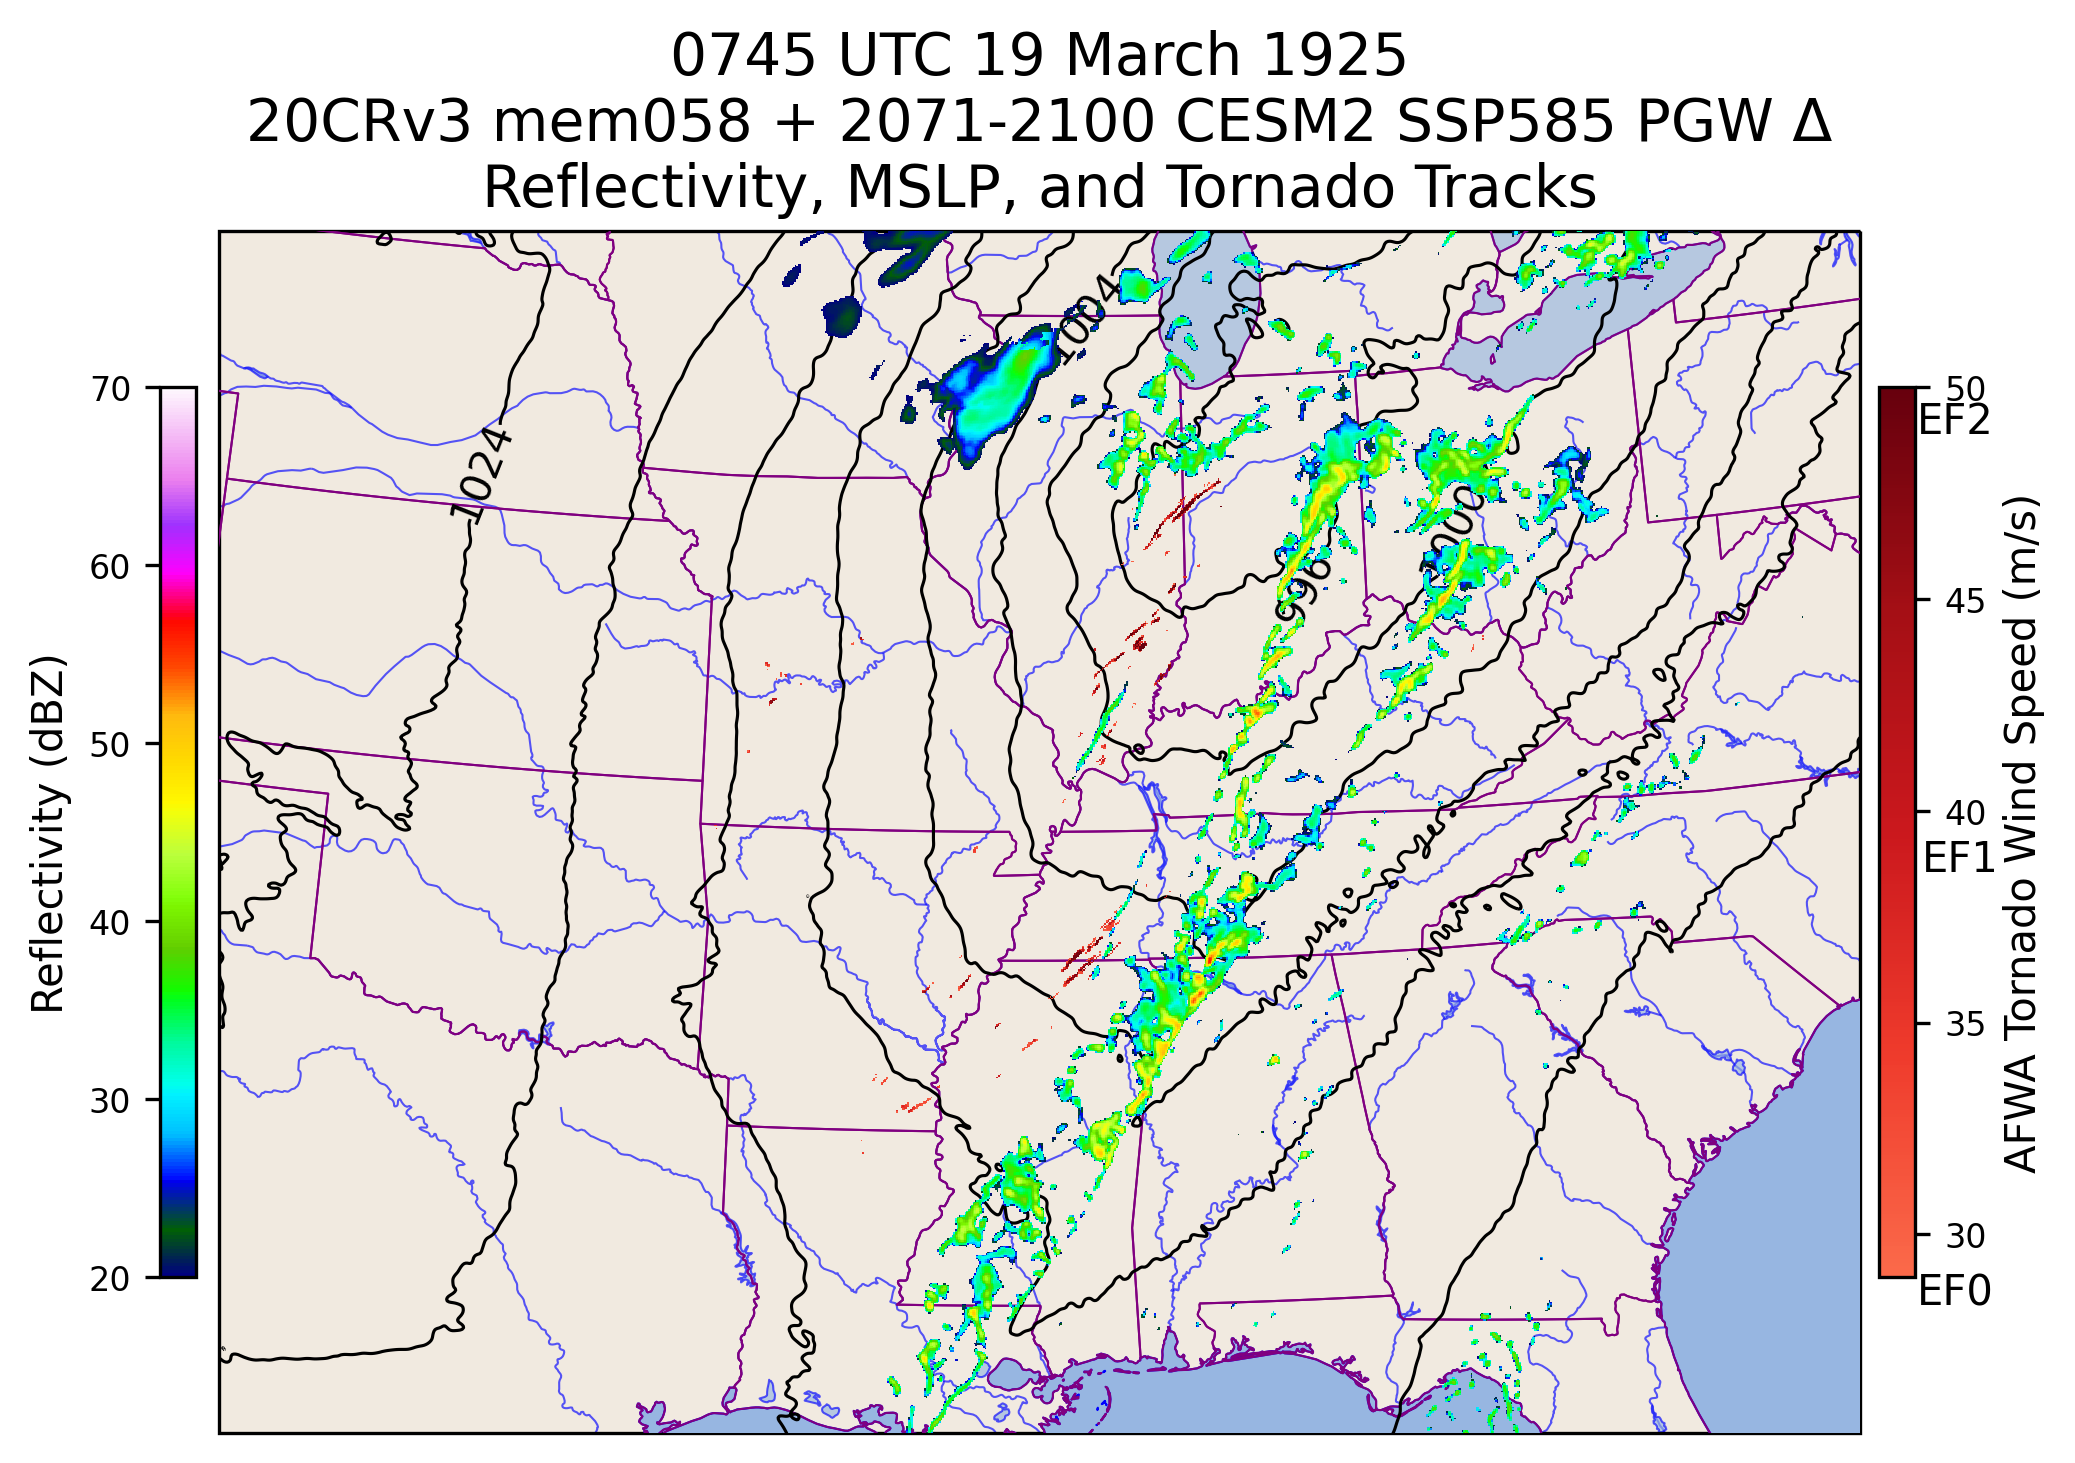 0745 UTC 19 March 1925
20CRv3 mem058 + 2071-2100 CESM2 SSP585 PGW Δ
Reflectivity, MSLP, and Tornado Tracks
Reflectivity (dBZ)
70
60
50
40
30
20
1024
1004
996
1000
50
EF2
45
40
EF1
35
30
EF0
AFWA Tornado Wind Speed (m/s)